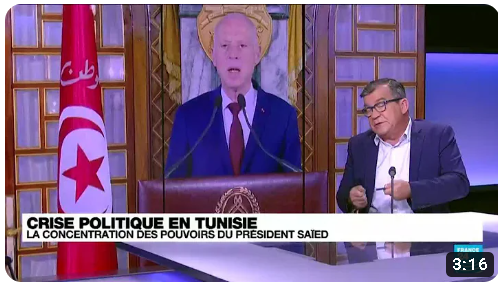 وطن
CRISE POLITIQUE EN TUNISIE
LA CONCENTRATION DES POUVOIRS DU PRÉSIDENT SAÏED
FRANCE
3:16